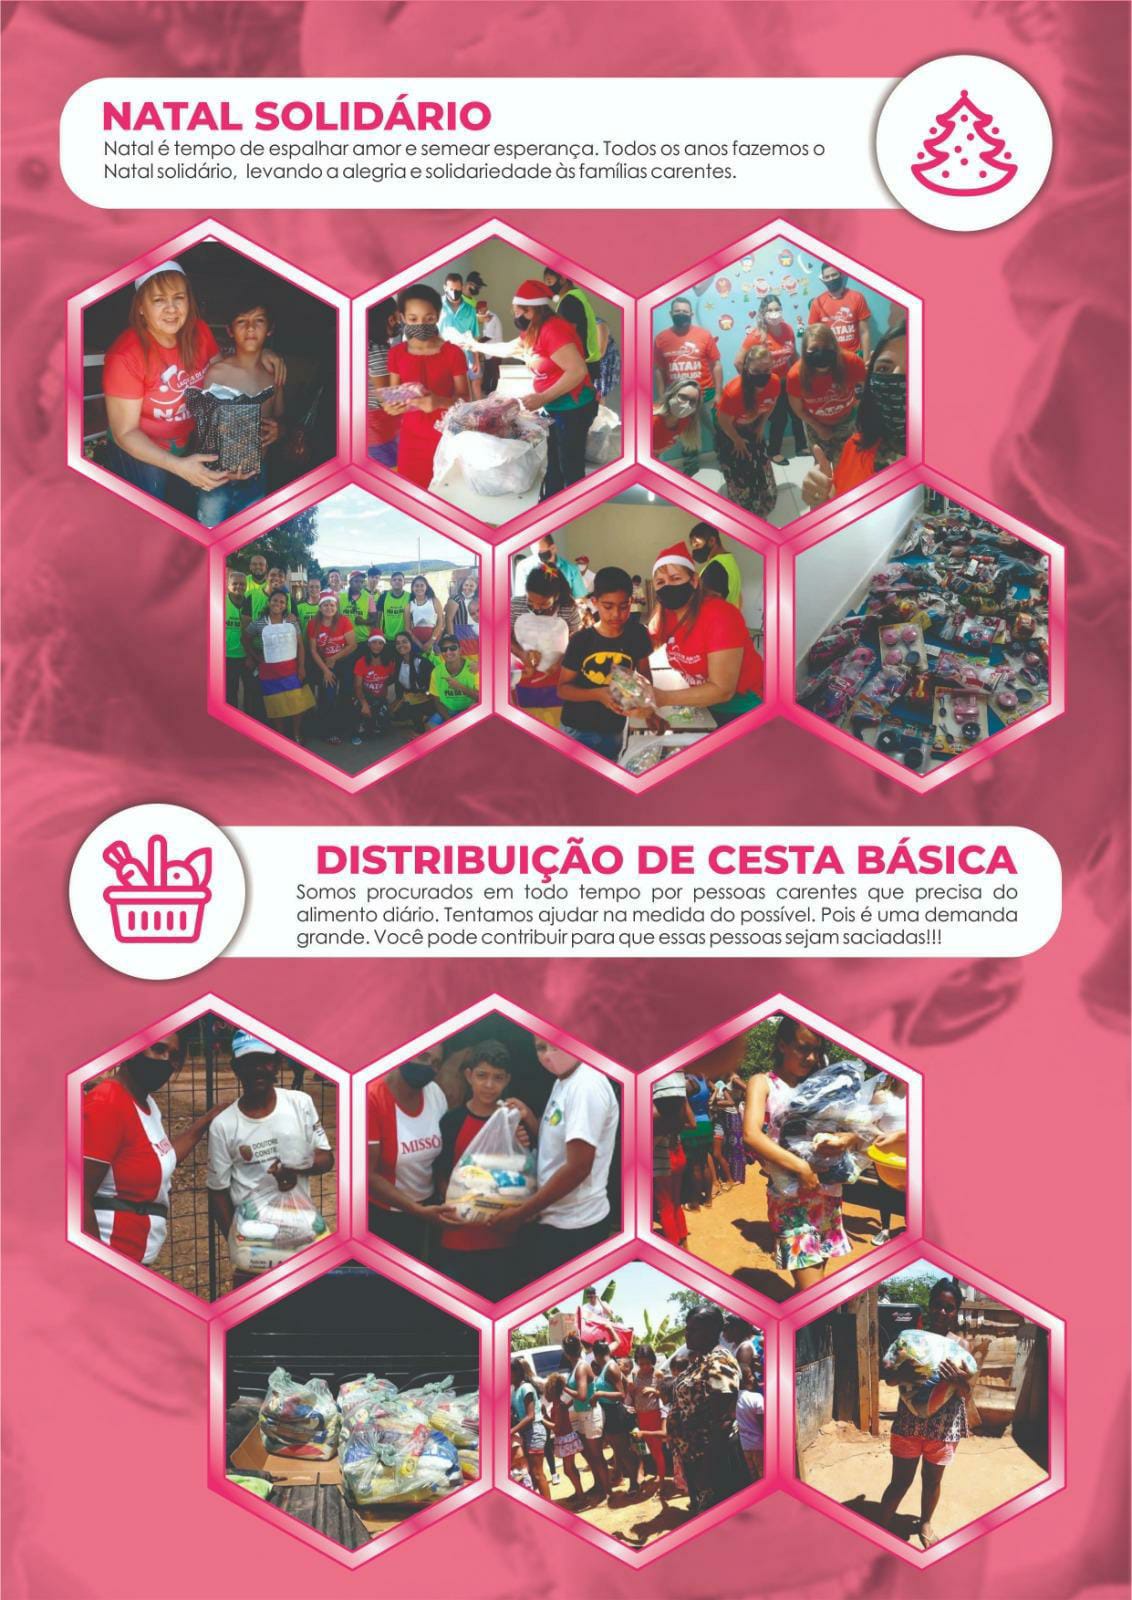 NATAL SOLIDÁRIO
Natal é tempo de espalhar amor e semear esperança. Todos os anos fazemos o
Natal solidário, levando a alegria e solidariedade às famílias carentes.
DISTRIBUIÇÃO DE CESTA BÁSICA
Somos procurados em todo tempo por pessoas carentes que precisa do
alimento diário. Tentamos ajudar na medida do possível. Pois é uma demanda
grande. Você pode contribuir para que essas pessoas sejam saciadas!!!
MISSÕ